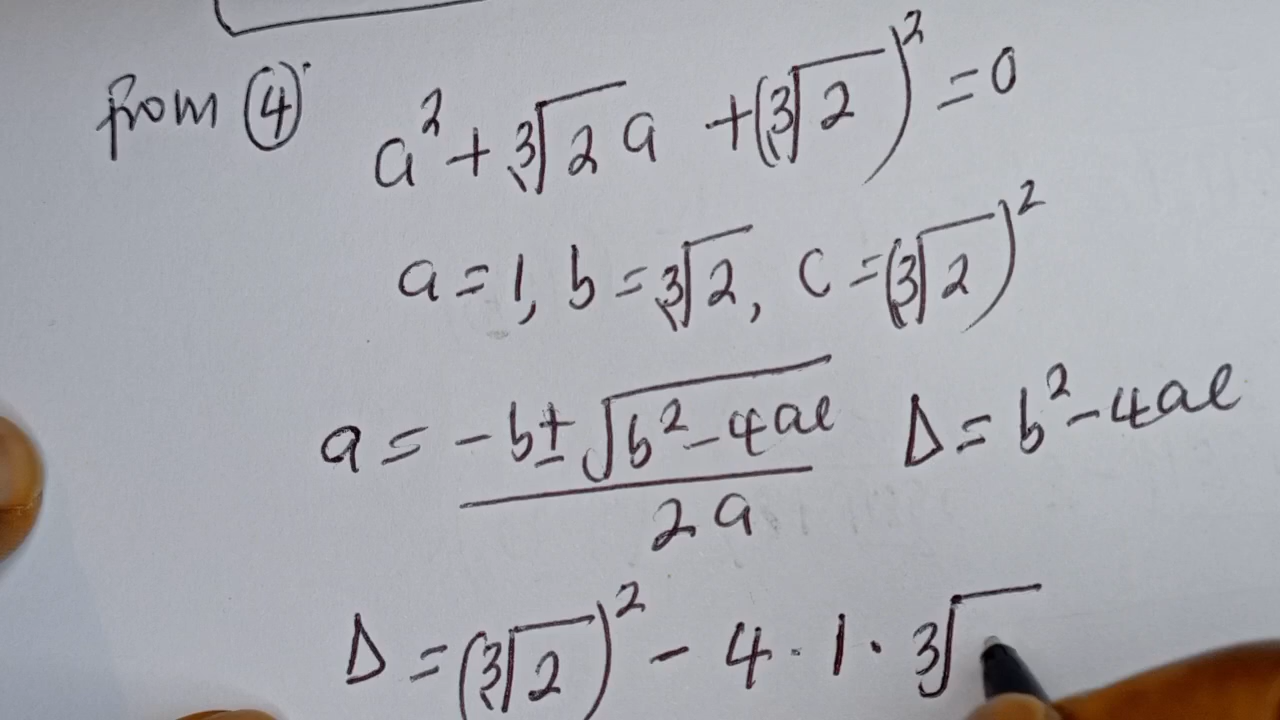 from ④ a² + ∛2 a + (∛2)² = 0
a = 1, b = ∛2, c = (∛2)²
a = (-b ± √(b² - 4ac)) / 2a Δ = b² - 4ac
Δ = (∛2)² - 4 · 1 · ∛